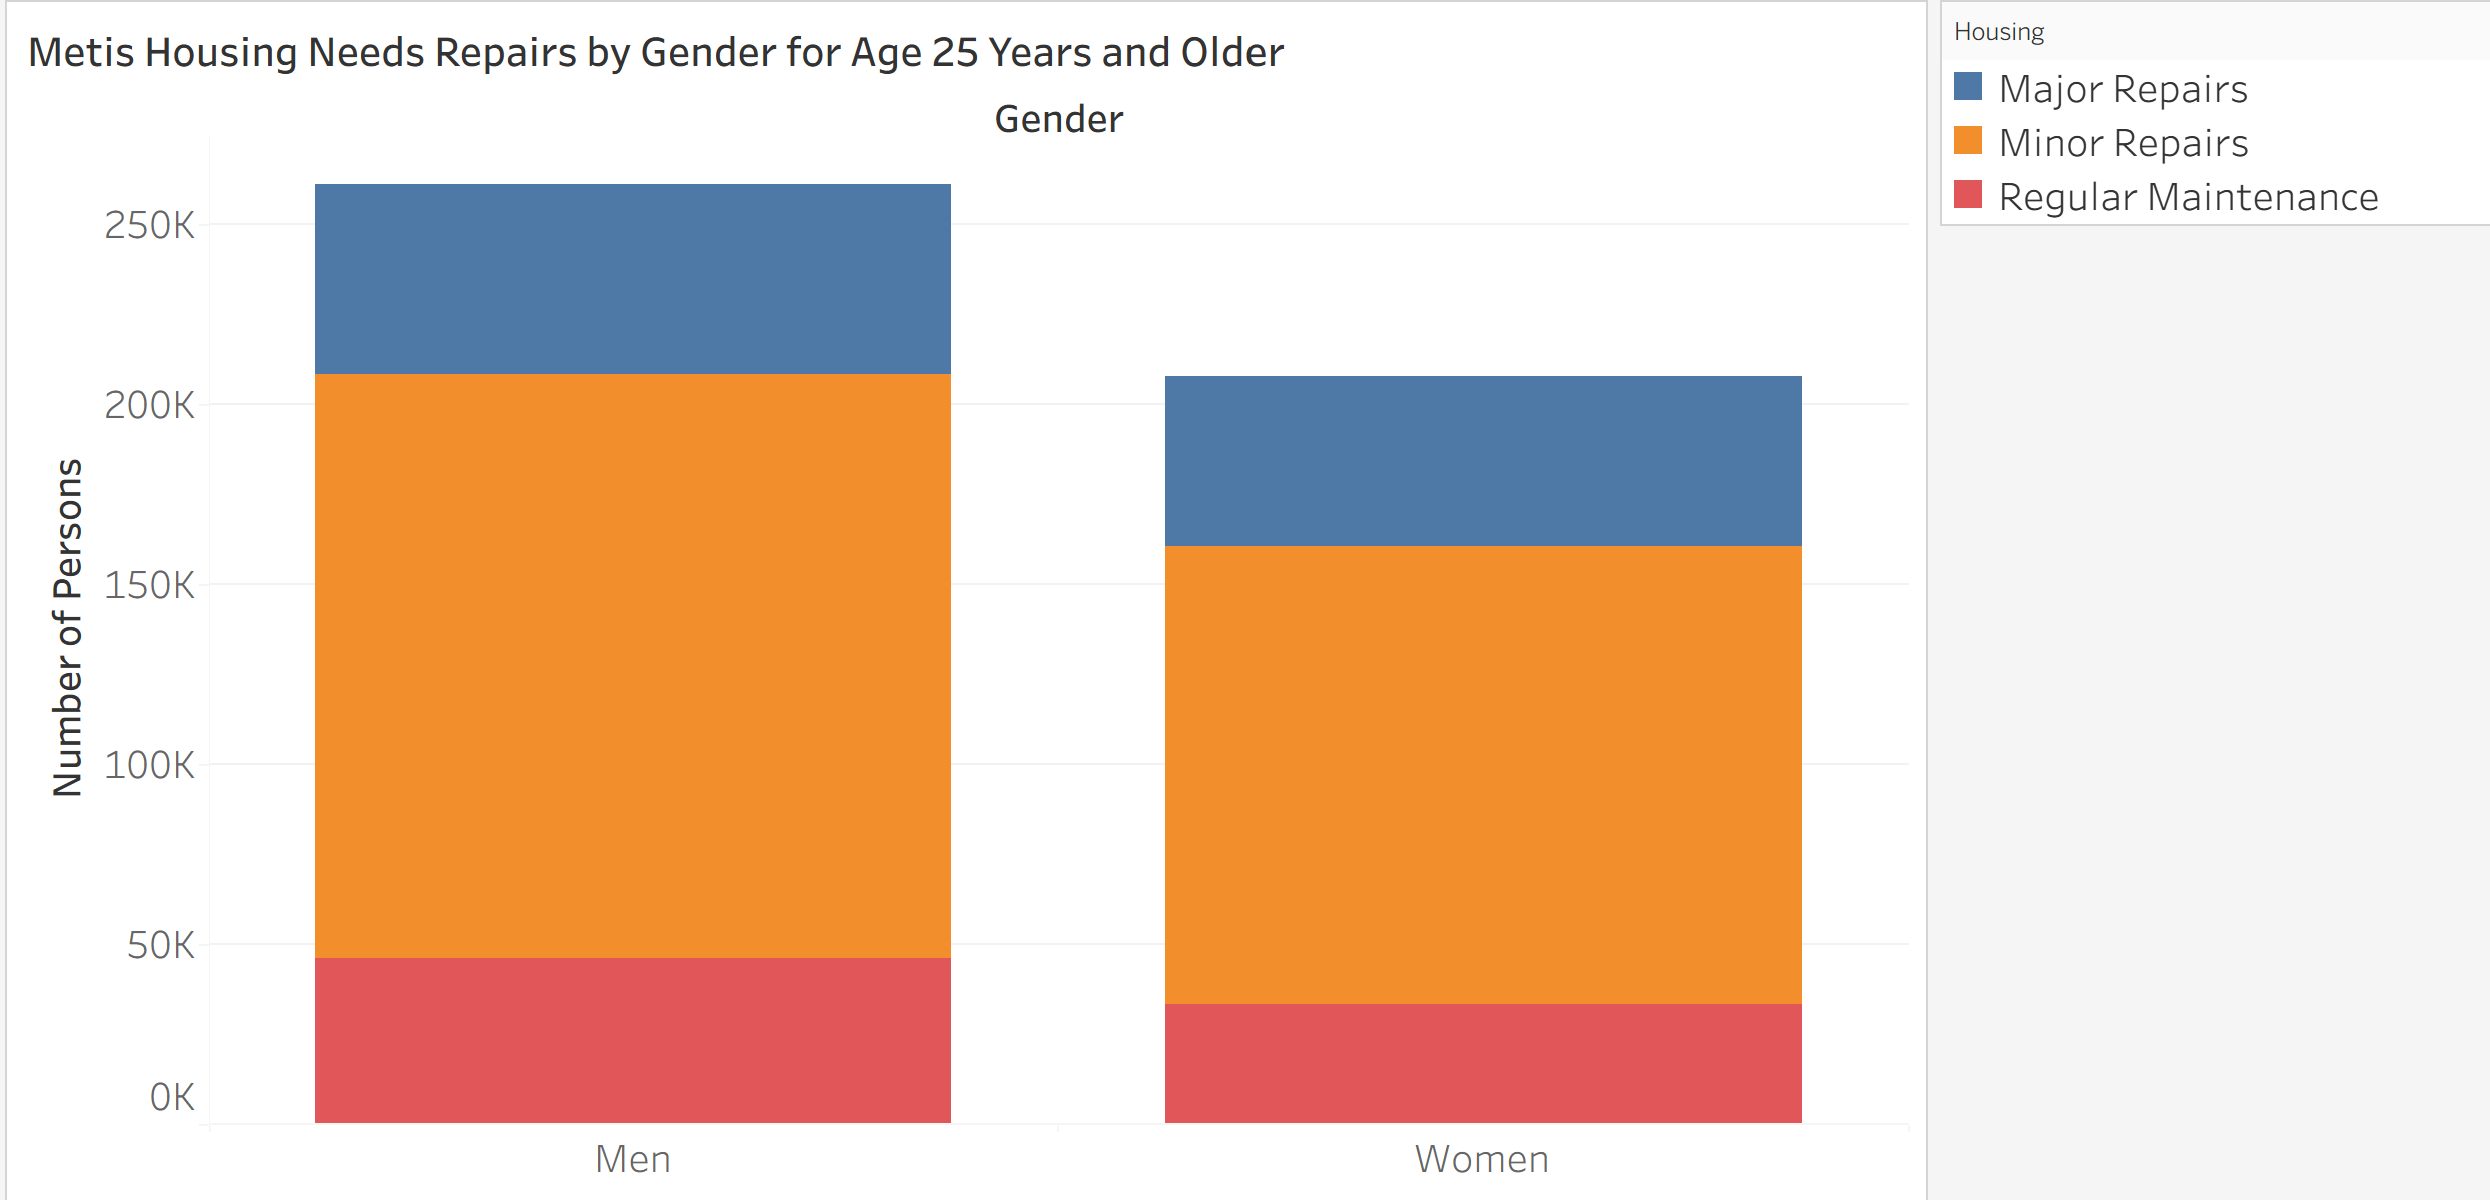 Metis Housing Needs Repairs by Gender for Age 25 Years and Older
Gender
Number of Persons
250K
200K
150K
100K
50K
0K
Men
Women
Housing
Major Repairs
Minor Repairs
Regular Maintenance